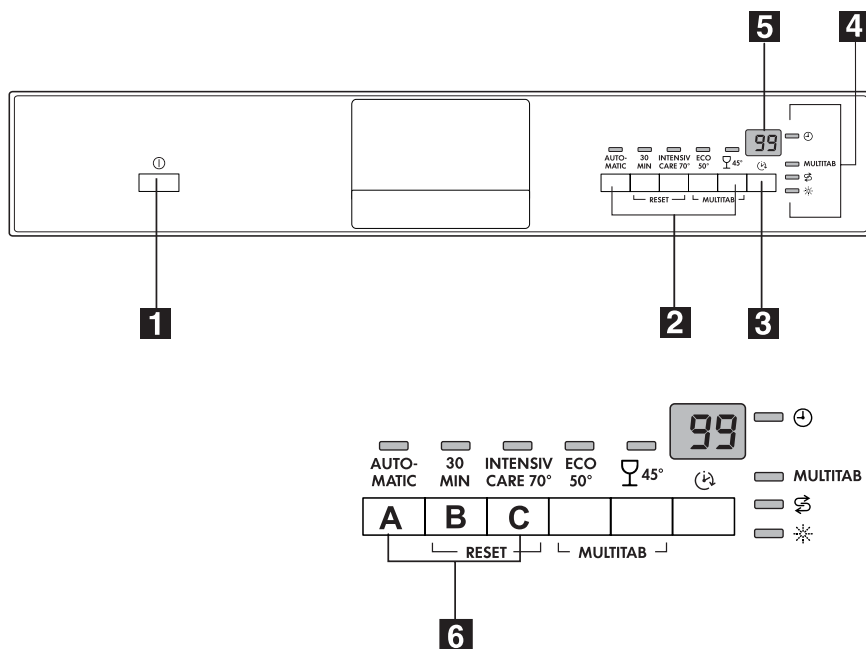 5
4
99
AUTO-
MATIC
30
MIN
INTENSIV
CARE 70°
ECO
50°
45°
MULTITAB
RESET
MULTITAB
1
2
3
99
AUTO-
MATIC
30
MIN
INTENSIV
CARE 70°
ECO
50°
45°
MULTITAB
A B C
RESET
MULTITAB
6